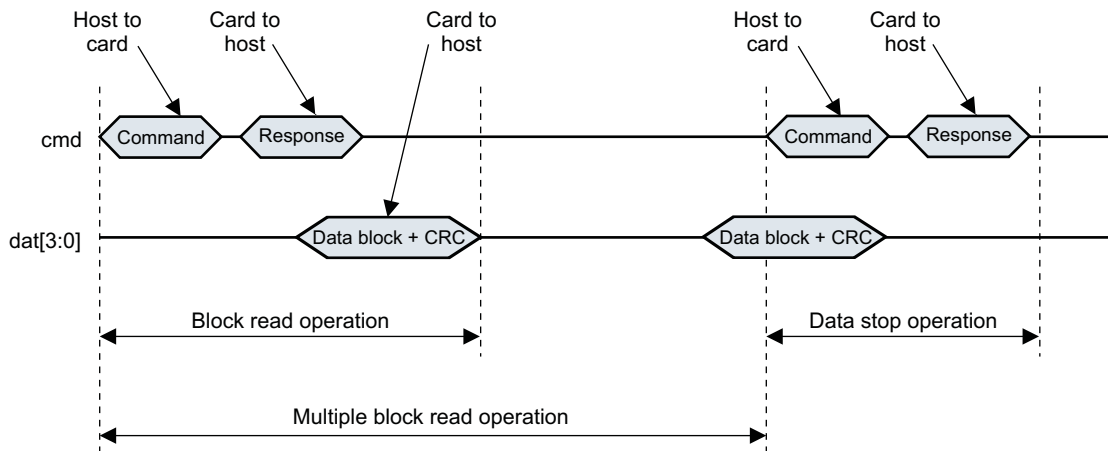 Host to
card
Card to
host
Card to
host
Host to
card
Card to
host
cmd
Command
Response
Command
Response
dat[3:0]
Data block + CRC
Data block + CRC
Block read operation
Data stop operation
Multiple block read operation